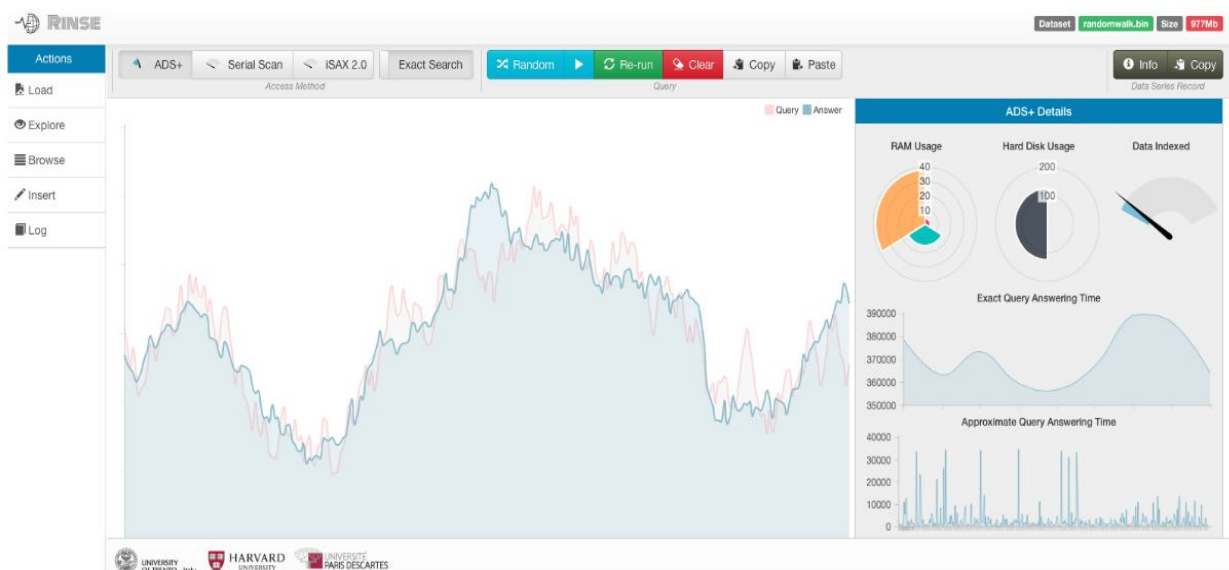 RINSE
Dataset randomwalk.bin Size 977Mb
Actions
Load
Explore
Browse
Insert
Log
ADS+ Serial Scan iSAX 2.0 Exact Search Random Re-run Clear Copy Paste Info Copy
Access Method Query Data Series Record
Query Answer
ADS+ Details
RAM Usage Hard Disk Usage Data Indexed
40
30
20
10
200
100
Exact Query Answering Time
390000
380000
370000
360000
350000
Approximate Query Answering Time
40000
30000
20000
10000
0
UNIVERSITY
HARVARD
UNIVERSITY
UNIVERSITÉ
PARIS DESCARTES